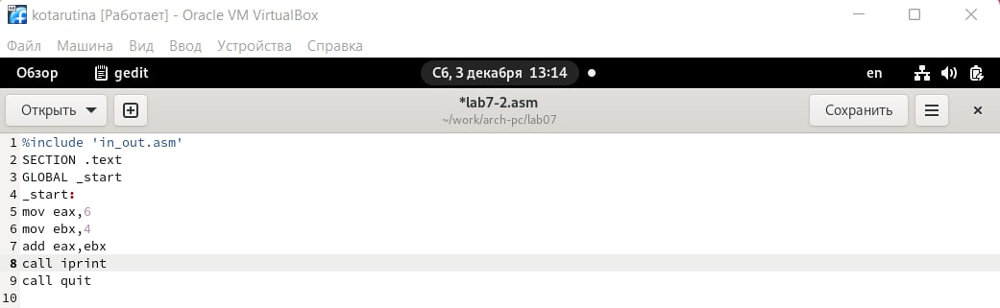 kotarutina [Работает] - Oracle VM VirtualBox
Файл Машина Вид Ввод Устройства Справка
Обзор gedit Сб, 3 декабря 13:14 en
Открыть *lab7-2.asm Сохранить
~/work/arch-pc/lab07
1 %include 'in_out.asm'
2 SECTION .text
3 GLOBAL _start
4 _start:
5 mov eax,6
6 mov ebx,4
7 add eax,ebx
8 call iprint
9 call quit
10